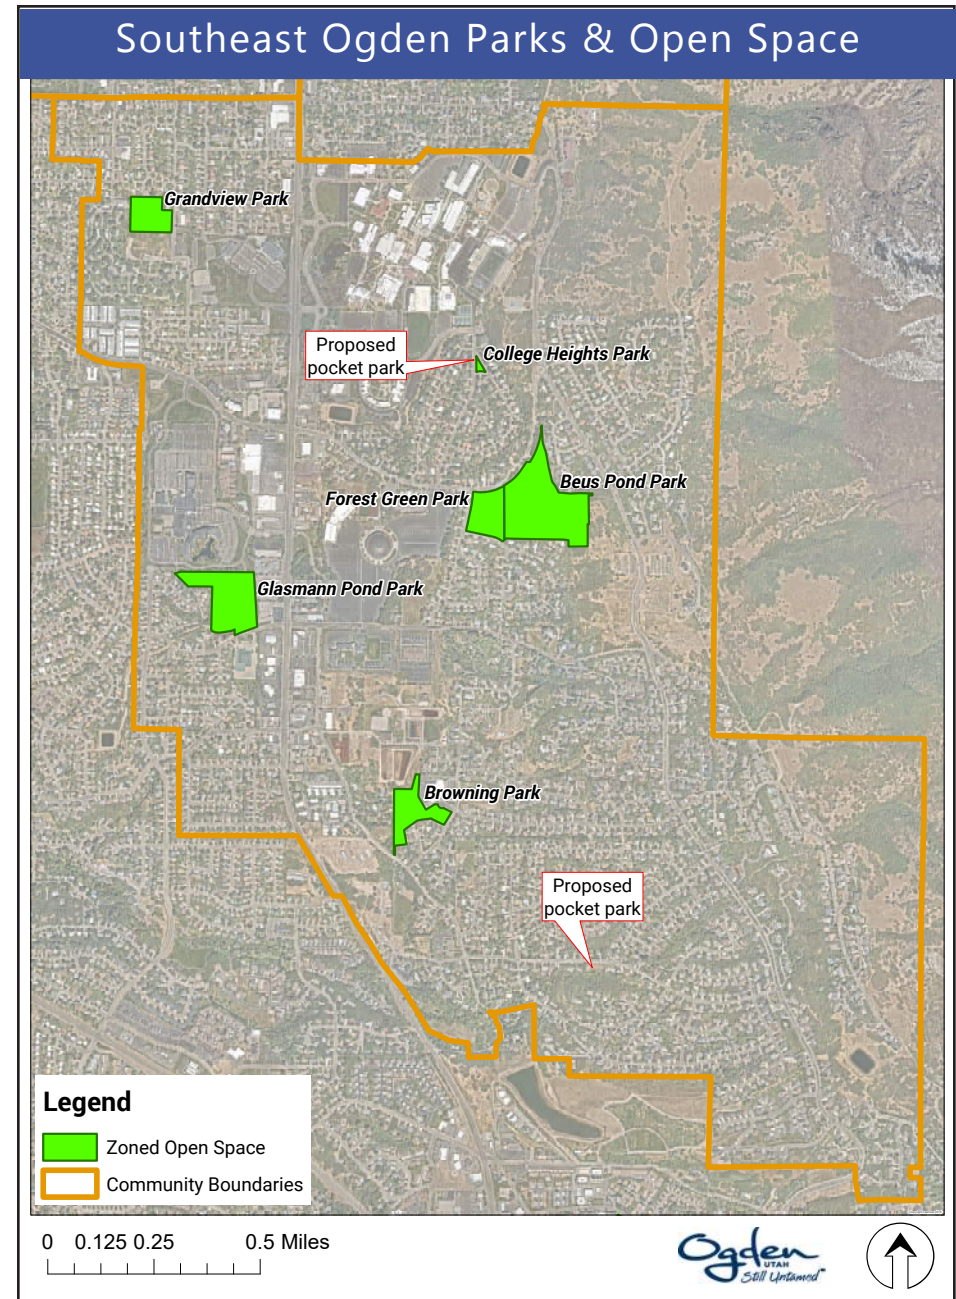 Southeast Ogden Parks & Open Space
Grandview Park
Proposed
pocket park
College Heights Park
Beus Pond Park
Forest Green Park
Glasmann Pond Park
Browning Park
Proposed
pocket park
Legend
Zoned Open Space
Community Boundaries
0 0.125 0.25 0.5 Miles
Ogden
UTAH
Still Untamed